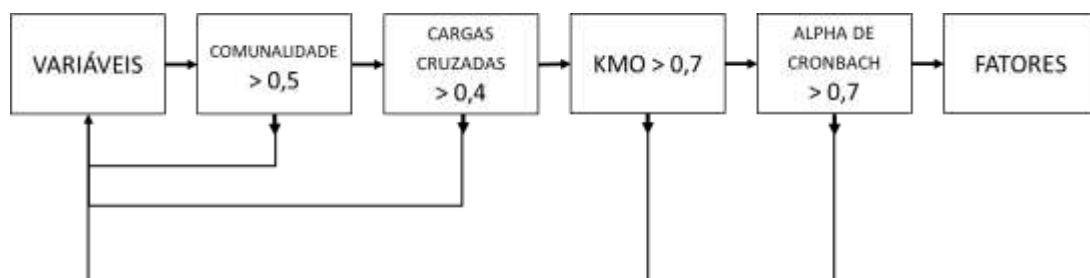 VARIÁVEIS
COMUNALIDADE
> 0,5
CARGAS
CRUZADAS
> 0,4
KMO > 0,7
ALPHA DE
CRONBACH
> 0,7
FATORES